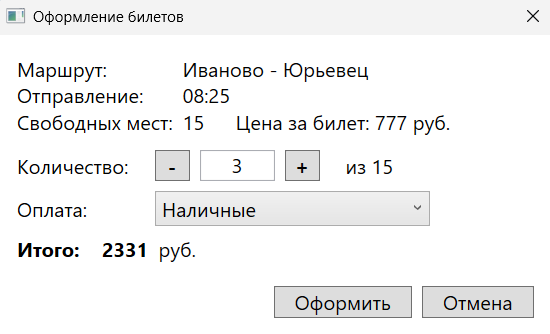 Оформление билетов
Маршрут: Иваново - Юрьевец
Отправление: 08:25
Свободных мест: 15 Цена за билет: 777 руб.
Количество: - 3 + из 15
Оплата: Наличные
Итого: 2331 руб.
Оформить Отмена